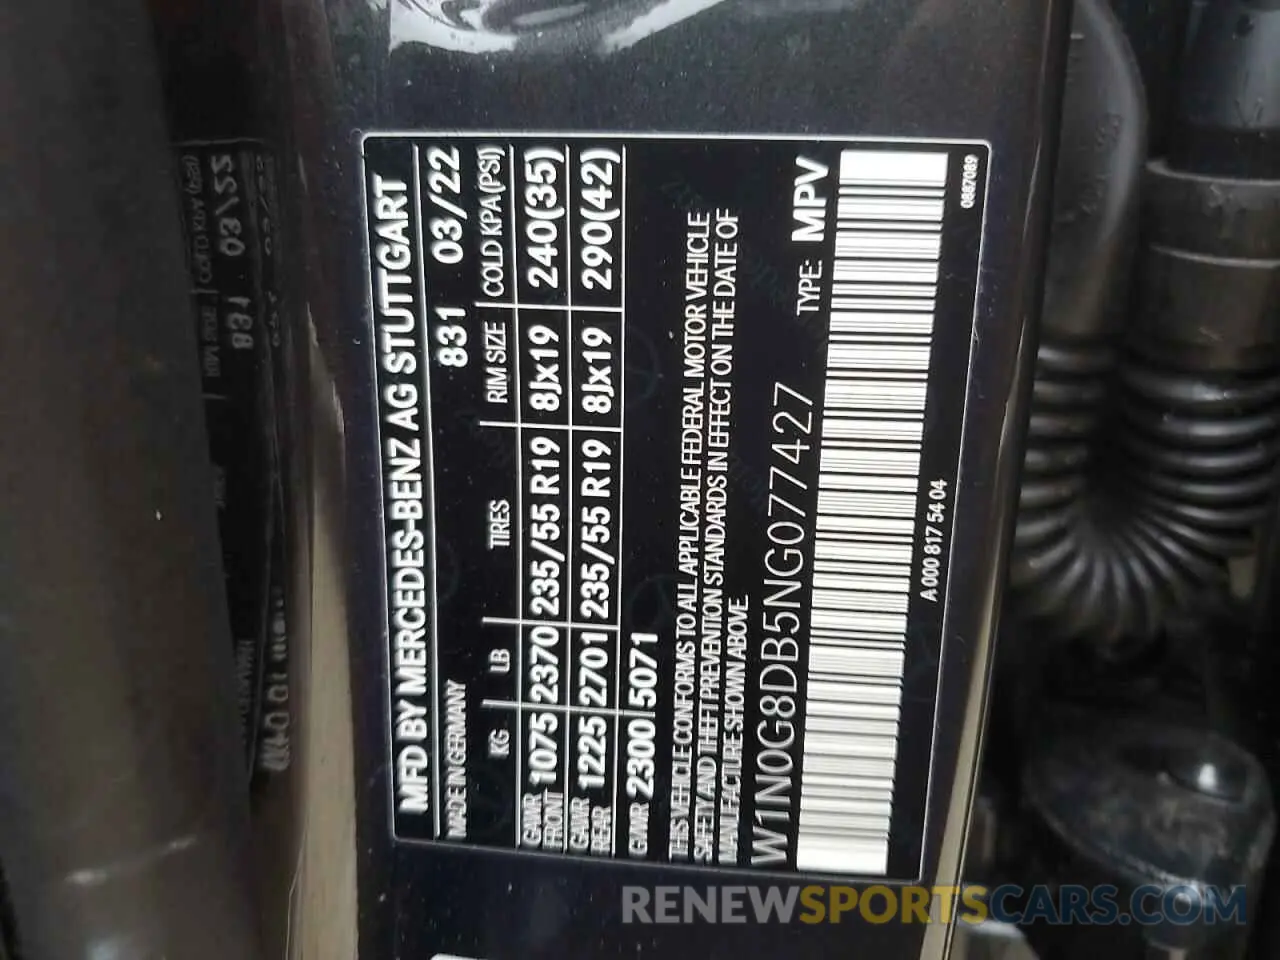 MFD BY MERCEDES-BENZ AG STUTTGART
MADE IN GERMANY 831 03/22
KG LB TIRES RIM SIZE COLD KPA(PSI)
GAWR FRONT 1075 2370 235/55 R19 8Jx19 240(35)
GAWR REAR 1225 2701 235/55 R19 8Jx19 290(42)
GVWR 2300 5071
THIS VEHICLE CONFORMS TO ALL APPLICABLE FEDERAL MOTOR VEHICLE
SAFETY AND THEFT PREVENTION STANDARDS IN EFFECT ON THE DATE OF
MANUFACTURE SHOWN ABOVE
W1N0G8DB5NG077427 TYPE: MPV
A 000 817 54 04 0887089
RENEWSPORTSCARS.COM